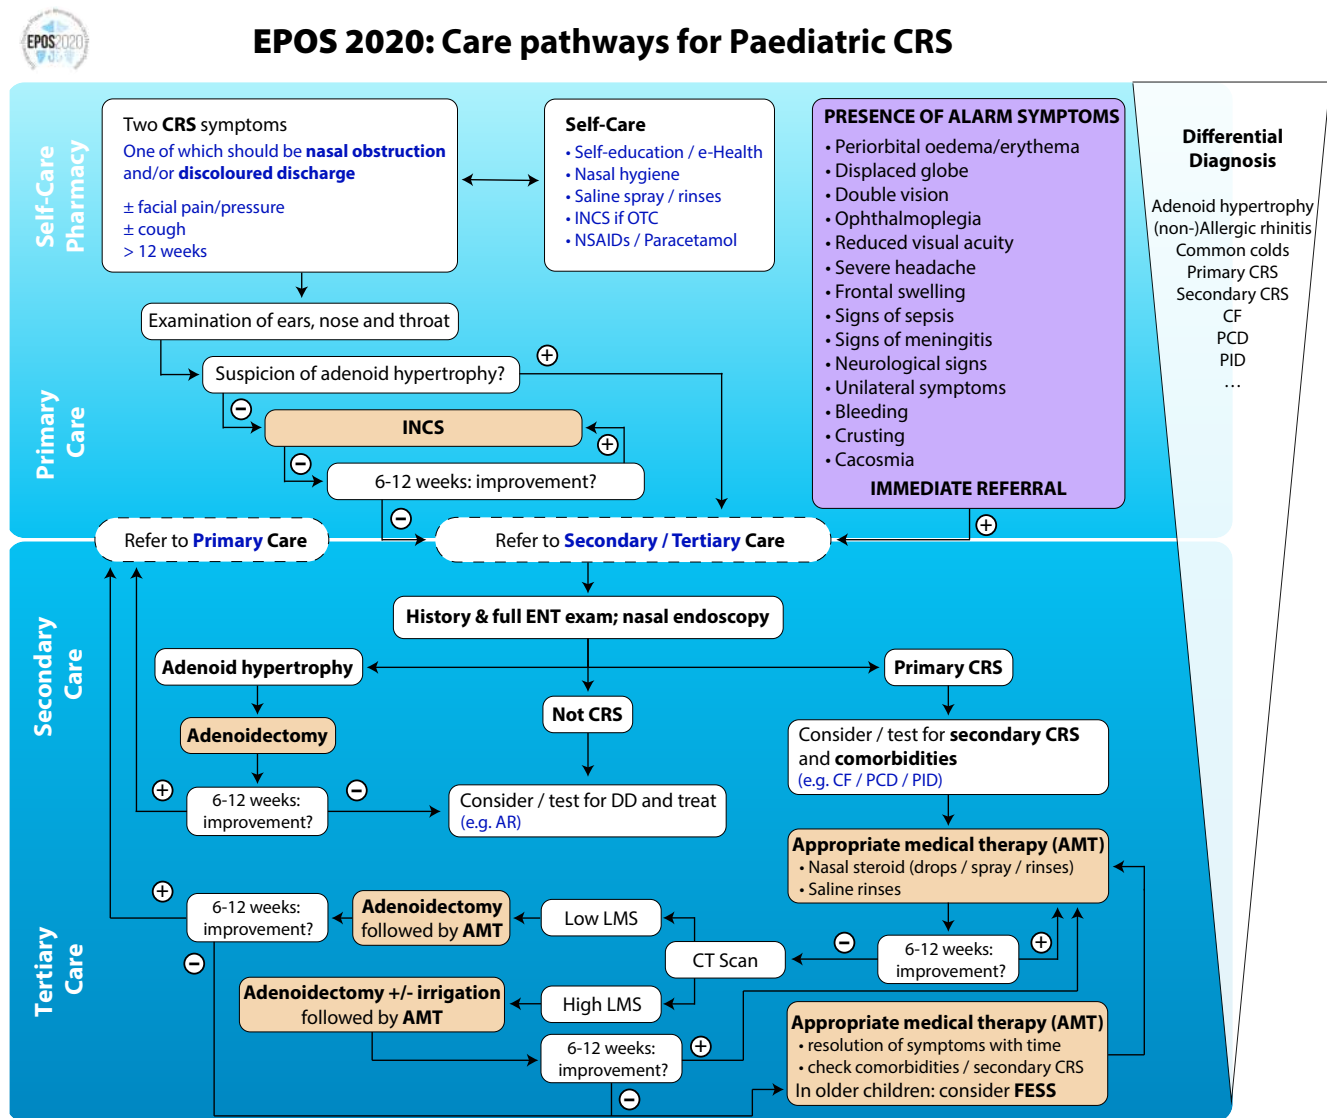 EPOS2020
EPOS 2020: Care pathways for Paediatric CRS
Self-Care
Pharmacy
Two CRS symptoms
One of which should be nasal obstruction
and/or discoloured discharge
± facial pain/pressure
± cough
> 12 weeks
Self-Care
• Self-education / e-Health
• Nasal hygiene
• Saline spray / rinses
• INCS if OTC
• NSAIDs / Paracetamol
PRESENCE OF ALARM SYMPTOMS
• Periorbital oedema/erythema
• Displaced globe
• Double vision
• Ophthalmoplegia
• Reduced visual acuity
• Severe headache
• Frontal swelling
• Signs of sepsis
• Signs of meningitis
• Neurological signs
• Unilateral symptoms
• Bleeding
• Crusting
• Cacosmia
IMMEDIATE REFERRAL
+
Differential
Diagnosis
Adenoid hypertrophy
(non-)Allergic rhinitis
Common colds
Primary CRS
Secondary CRS
CF
PCD
PID
…
Primary
Care
Examination of ears, nose and throat
Suspicion of adenoid hypertrophy?
+
−
INCS
−
+
6-12 weeks: improvement?
−
Refer to Primary Care
Refer to Secondary / Tertiary Care
Secondary
Care
History & full ENT exam; nasal endoscopy
Adenoid hypertrophy
Adenoidectomy
+
6-12 weeks:
improvement?
−
Not CRS
Consider / test for DD and treat
(e.g. AR)
Primary CRS
Consider / test for secondary CRS
and comorbidities
(e.g. CF / PCD / PID)
Appropriate medical therapy (AMT)
• Nasal steroid (drops / spray / rinses)
• Saline rinses
Tertiary
Care
+
6-12 weeks:
improvement?
−
Adenoidectomy
followed by AMT
Low LMS
CT Scan
−
6-12 weeks:
improvement?
+
Adenoidectomy +/- irrigation
followed by AMT
High LMS
6-12 weeks:
improvement?
+
−
Appropriate medical therapy (AMT)
• resolution of symptoms with time
• check comorbidities / secondary CRS
In older children: consider FESS